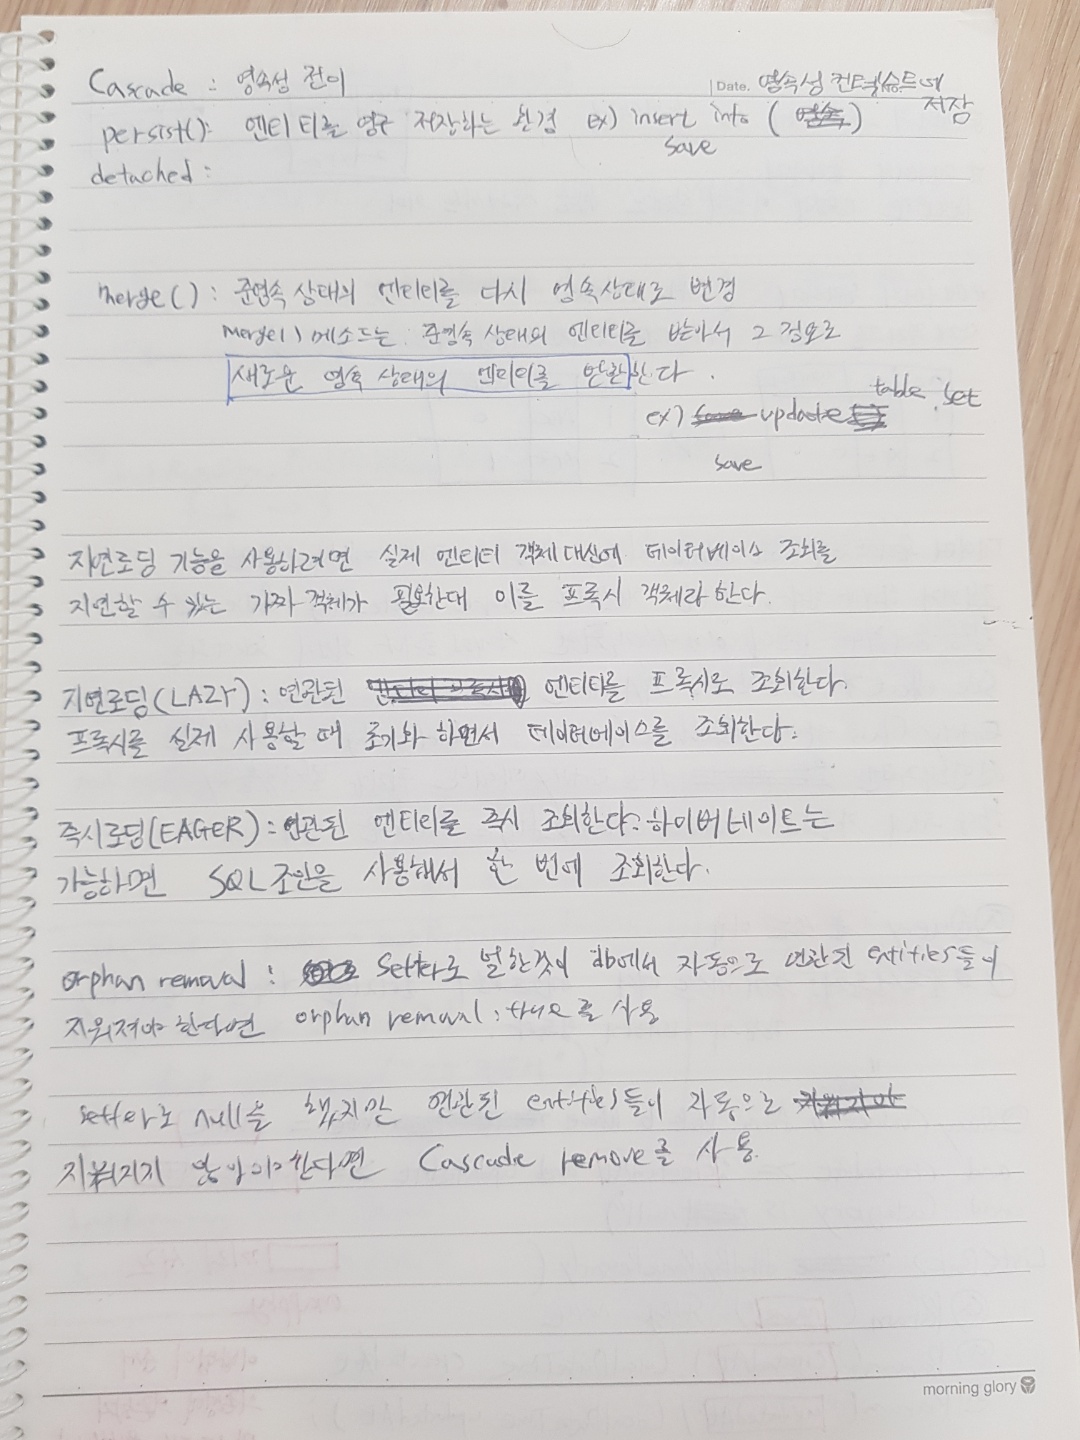 Cascade : 영속성 전이
Date. 영속성 컨텍슽트에
저장
persist(): 엔티티를 영구 저장하는 환경 ex) insert into ( )
save
detached :
merge() : 준영속 상태의 엔티티를 다시 영속상태로 변경
merge() 메소드는 준영속 상태의 엔티티를 받아서 그 정보로
새로운 영속 상태의 엔티티를 반환한다.
table set
ex) update
save
지연로딩 기능을 사용하려면 실제 엔티티 객체 대신에 데이터베이스 조회를
지연할 수 있는 가짜 객체가 필요한대 이를 프록시 객체라 한다.
지연로딩(LAZY) : 연관된 엔티티를 프록시로 조회한다.
프록시를 실제 사용할 때 초기화 하면서 데이터베이스를 조회한다.
즉시로딩(EAGER) : 연관된 엔티티를 즉시 조회한다. 하이버네이트는
가능하면 SQL 조인을 사용해서 한 번에 조회한다.
orphan removal : setter로 널한것이 db에서 자동으로 연관된 entities들이
지워져야 한다면 orphan removal : true를 사용
setter로 null을 했지만 연관된 entities들이 자동으로
지워지지 않아야한다면 Cascade remove를 사용.
morning glory